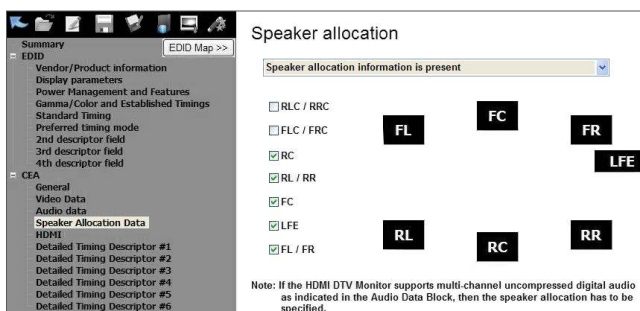 Summary
EDID Map >>
EDID
Vendor/Product information
Display parameters
Power Management and Features
Gamma/Color and Established Timings
Standard Timing
Preferred timing mode
2nd descriptor field
3rd descriptor field
4th descriptor field
CEA
General
Video Data
Audio data
Speaker Allocation Data
HDMI
Detailed Timing Descriptor #1
Detailed Timing Descriptor #2
Detailed Timing Descriptor #3
Detailed Timing Descriptor #4
Detailed Timing Descriptor #5
Detailed Timing Descriptor #6
Speaker allocation
Speaker allocation information is present
RLC / RRC
FLC / FRC
RC
RL / RR
FC
LFE
FL / FR
FL
FC
FR
LFE
RL
RC
RR
Note: If the HDMI DTV Monitor supports multi-channel uncompressed digital audio
as indicated in the Audio Data Block, then the speaker allocation has to be
specified.